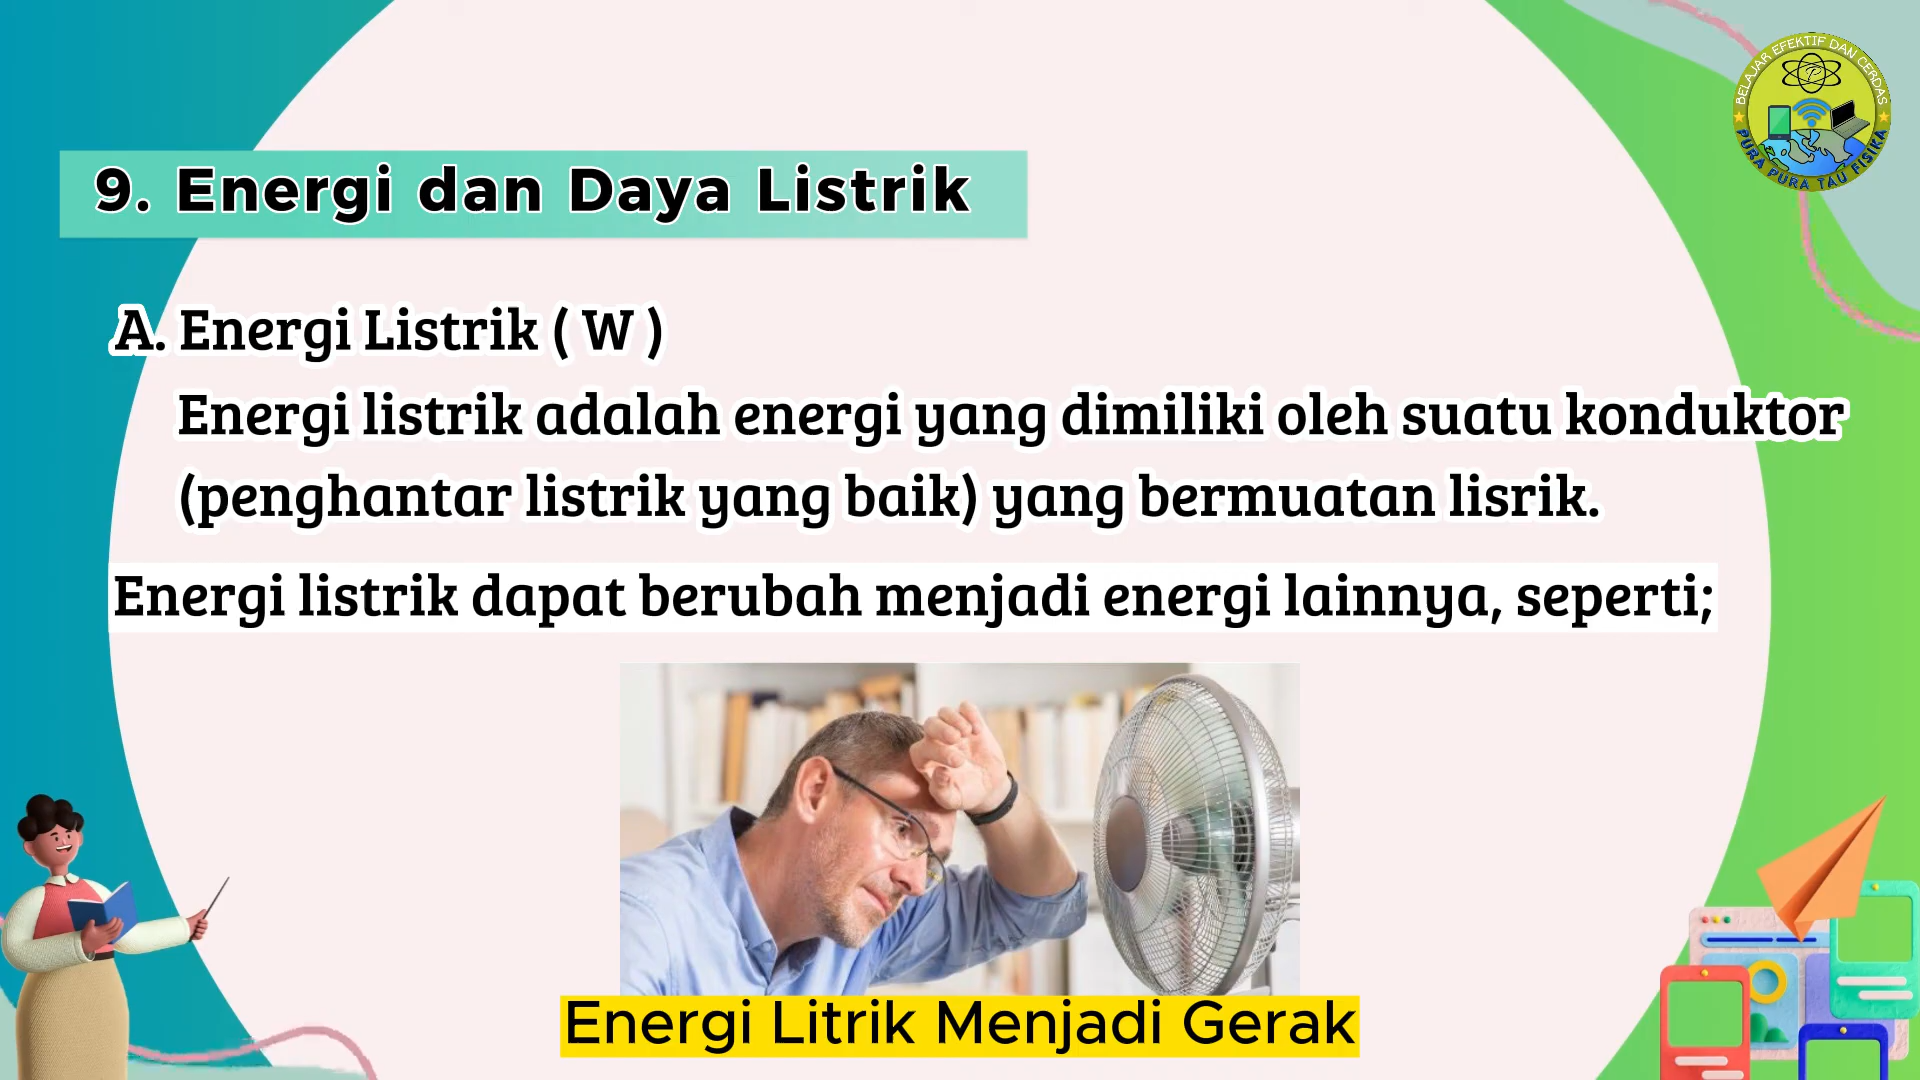 BELAJAR EFEKTIF DAN CERDAS
PURA PURA TAU FISIKA
9. Energi dan Daya Listrik
A. Energi Listrik ( W )
Energi listrik adalah energi yang dimiliki oleh suatu konduktor
(penghantar listrik yang baik) yang bermuatan lisrik.
Energi listrik dapat berubah menjadi energi lainnya, seperti;
Energi Litrik Menjadi Gerak